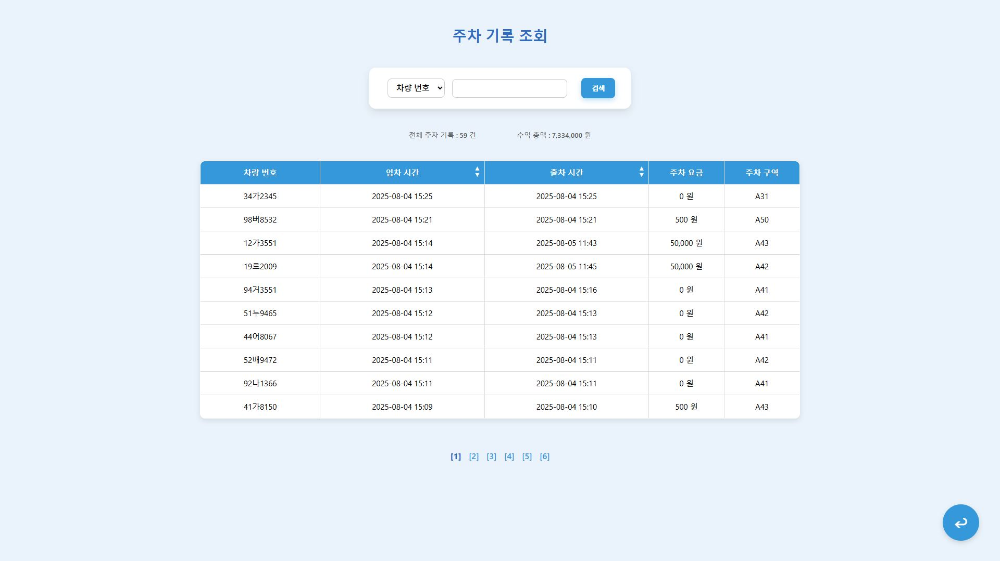 주차 기록 조회
차량 번호 검색
전체 주차 기록 : 59 건 수익 총액 : 7,334,000 원
차량 번호 입차 시간 ▲▼ 출차 시간 ▲▼ 주차 요금 주차 구역
34가2345 2025-08-04 15:25 2025-08-04 15:25 0 원 A31
98버8532 2025-08-04 15:21 2025-08-04 15:21 500 원 A50
12가3551 2025-08-04 15:14 2025-08-05 11:43 50,000 원 A43
19로2009 2025-08-04 15:14 2025-08-05 11:45 50,000 원 A42
94거3551 2025-08-04 15:13 2025-08-04 15:16 0 원 A41
51누9465 2025-08-04 15:12 2025-08-04 15:13 0 원 A42
44어8067 2025-08-04 15:12 2025-08-04 15:13 0 원 A41
52배9472 2025-08-04 15:11 2025-08-04 15:11 0 원 A42
92나1366 2025-08-04 15:11 2025-08-04 15:11 0 원 A41
41가8150 2025-08-04 15:09 2025-08-04 15:10 500 원 A43
[1] [2] [3] [4] [5] [6]